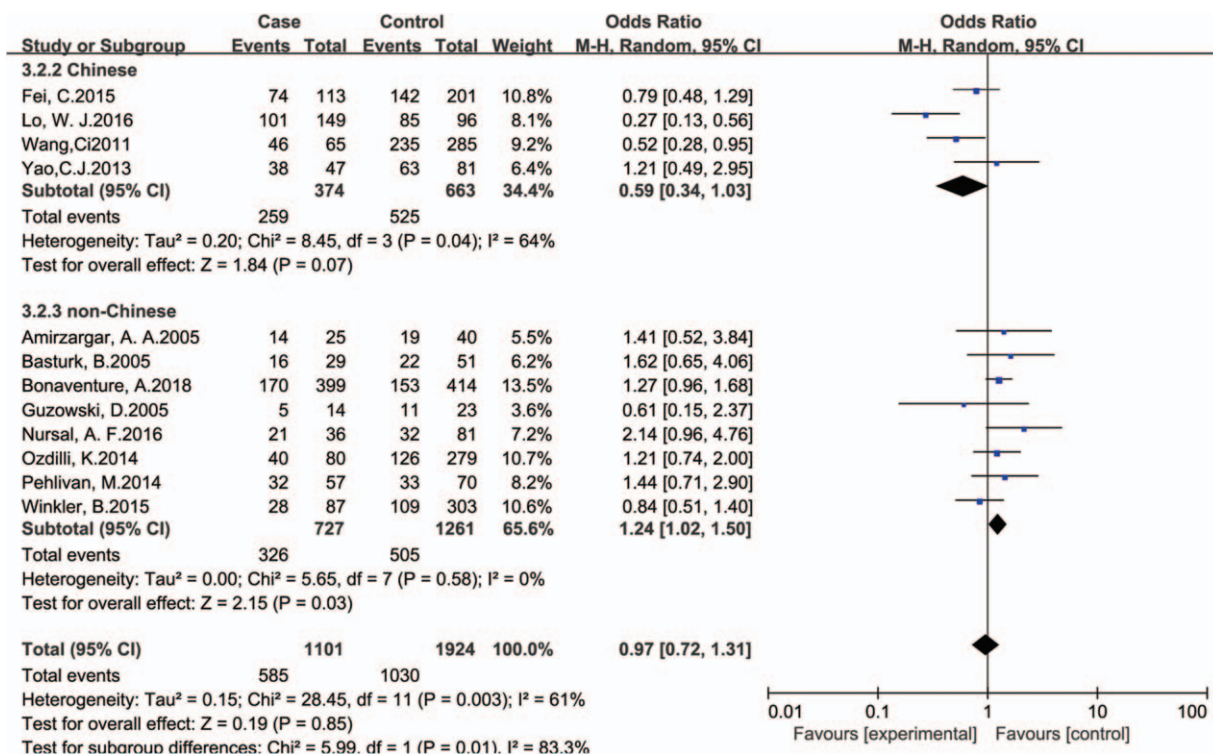 Case Control Odds Ratio Odds Ratio
Study or Subgroup Events Total Events Total Weight M-H, Random, 95% CI M-H, Random, 95% CI
3.2.2 Chinese
Fei, C.2015 74 113 142 201 10.8% 0.79 [0.48, 1.29]
Lo, W. J.2016 101 149 85 96 8.1% 0.27 [0.13, 0.56]
Wang,Ci2011 46 65 235 285 9.2% 0.52 [0.28, 0.95]
Yao,C.J.2013 38 47 63 81 6.4% 1.21 [0.49, 2.95]
Subtotal (95% CI) 374 663 34.4% 0.59 [0.34, 1.03]
Total events 259 525
Heterogeneity: Tau² = 0.20; Chi² = 8.45, df = 3 (P = 0.04); I² = 64%
Test for overall effect: Z = 1.84 (P = 0.07)
3.2.3 non-Chinese
Amirzargar, A. A.2005 14 25 19 40 5.5% 1.41 [0.52, 3.84]
Basturk, B.2005 16 29 22 51 6.2% 1.62 [0.65, 4.06]
Bonaventure, A.2018 170 399 153 414 13.5% 1.27 [0.96, 1.68]
Guzowski, D.2005 5 14 11 23 3.6% 0.61 [0.15, 2.37]
Nursal, A. F.2016 21 36 32 81 7.2% 2.14 [0.96, 4.76]
Ozdilli, K.2014 40 80 126 279 10.7% 1.21 [0.74, 2.00]
Pehlivan, M.2014 32 57 33 70 8.2% 1.44 [0.71, 2.90]
Winkler, B.2015 28 87 109 303 10.6% 0.84 [0.51, 1.40]
Subtotal (95% CI) 727 1261 65.6% 1.24 [1.02, 1.50]
Total events 326 505
Heterogeneity: Tau² = 0.00; Chi² = 5.65, df = 7 (P = 0.58); I² = 0%
Test for overall effect: Z = 2.15 (P = 0.03)
Total (95% CI) 1101 1924 100.0% 0.97 [0.72, 1.31]
Total events 585 1030
Heterogeneity: Tau² = 0.15; Chi² = 28.45, df = 11 (P = 0.003); I² = 61%
Test for overall effect: Z = 0.19 (P = 0.85)
Test for subgroup differences: Chi² = 5.99, df = 1 (P = 0.01), I² = 83.3%
0.01 0.1 1 10 100
Favours [experimental] Favours [control]